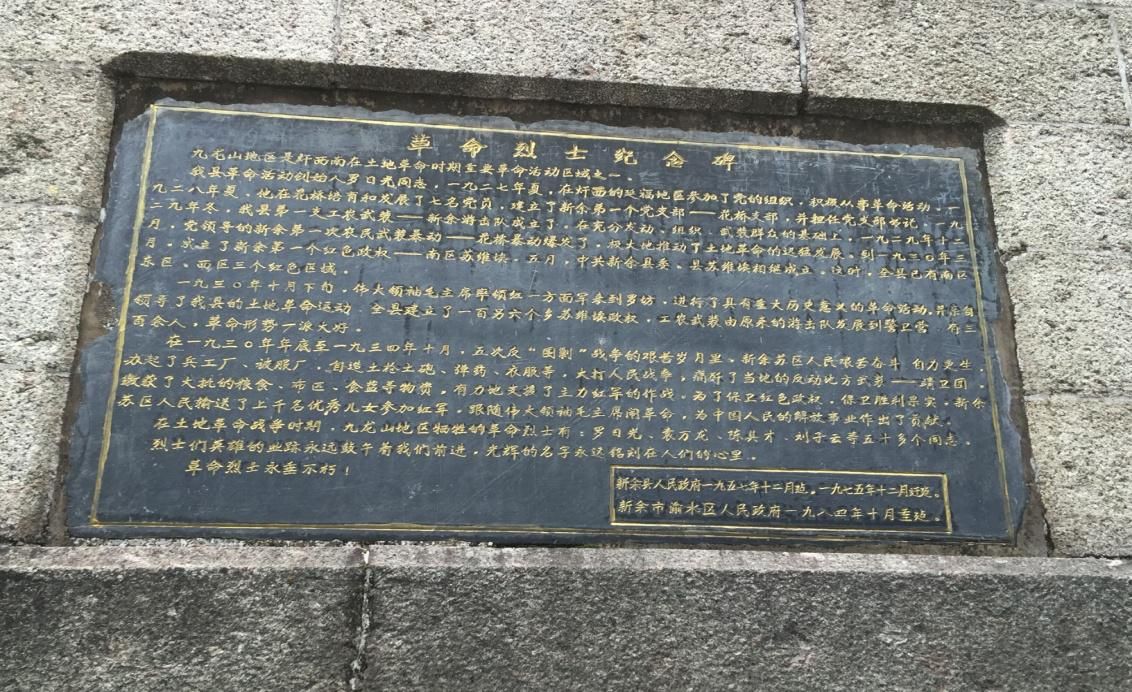 革命烈士纪念碑
九龙山地区是赣西南在土地革命时期主要革命活动区域之一。
我县革命活动创始人罗日光同志，一九二七年夏，在赣西的延福地区参加了党的组织，积极从事革命活动，一
九二八年夏，他在花桥培育和发展了七名党员，建立了新余第一个党支部——花桥支部，并担任党支部书记。一九
二九年冬，我县第一支工农武装——新余游击队成立了，在充分发动、组织、武装群众的基础上，一九二九年十二
月，党领导的新余第一次农民武装暴动——花桥暴动爆发了，极大地推动了土地革命的迅猛发展。到一九三〇年三
月，成立了新余第一个红色政权——南区苏维埃。五月，中共新余县委、县苏维埃相继成立。这时，全县已有南区、
东区、西区三个红色区域。
一九三〇年十月下旬，伟大领袖毛主席率领红一方面军来到罗坊，进行了具有重大历史意义的革命活动，并亲自
领导了我县的土地革命运动。全县建立了一百另六个乡苏维埃政权，工农武装由原来的游击队发展到警卫营，有三
百余人，革命形势一派大好。
在一九三〇年年底至一九三四年十月，五次反“围剿”战争的艰苦岁月里，新余苏区人民艰苦奋斗，自力更生，
办起了兵工厂、被服厂，自造土枪土砲、弹药、衣服等，大打人民战争，痛歼了当地的反动地方武装——靖卫团，
缴获了大批的粮食、布匹、食盐等物资，有力地支援了主力红军的作战。为了保卫红色政权，保卫胜利果实，新余
苏区人民输送了上千名优秀儿女参加红军。跟随伟大领袖毛主席闹革命，为中国人民的解放事业作出了贡献。
在土地革命战争时期，九龙山地区牺牲的革命烈士有：罗日光、袁万龙、陈具才、刘子云等五十多个同志。
烈士们英雄的业跡永远鼓午着我们前进，光辉的名字永远铭刻在人们的心里。
革命烈士永垂不朽！
新余县人民政府一九五七年十二月建。一九七五年十二月迁建。
新余市渝水区人民政府一九八四年十月重建。